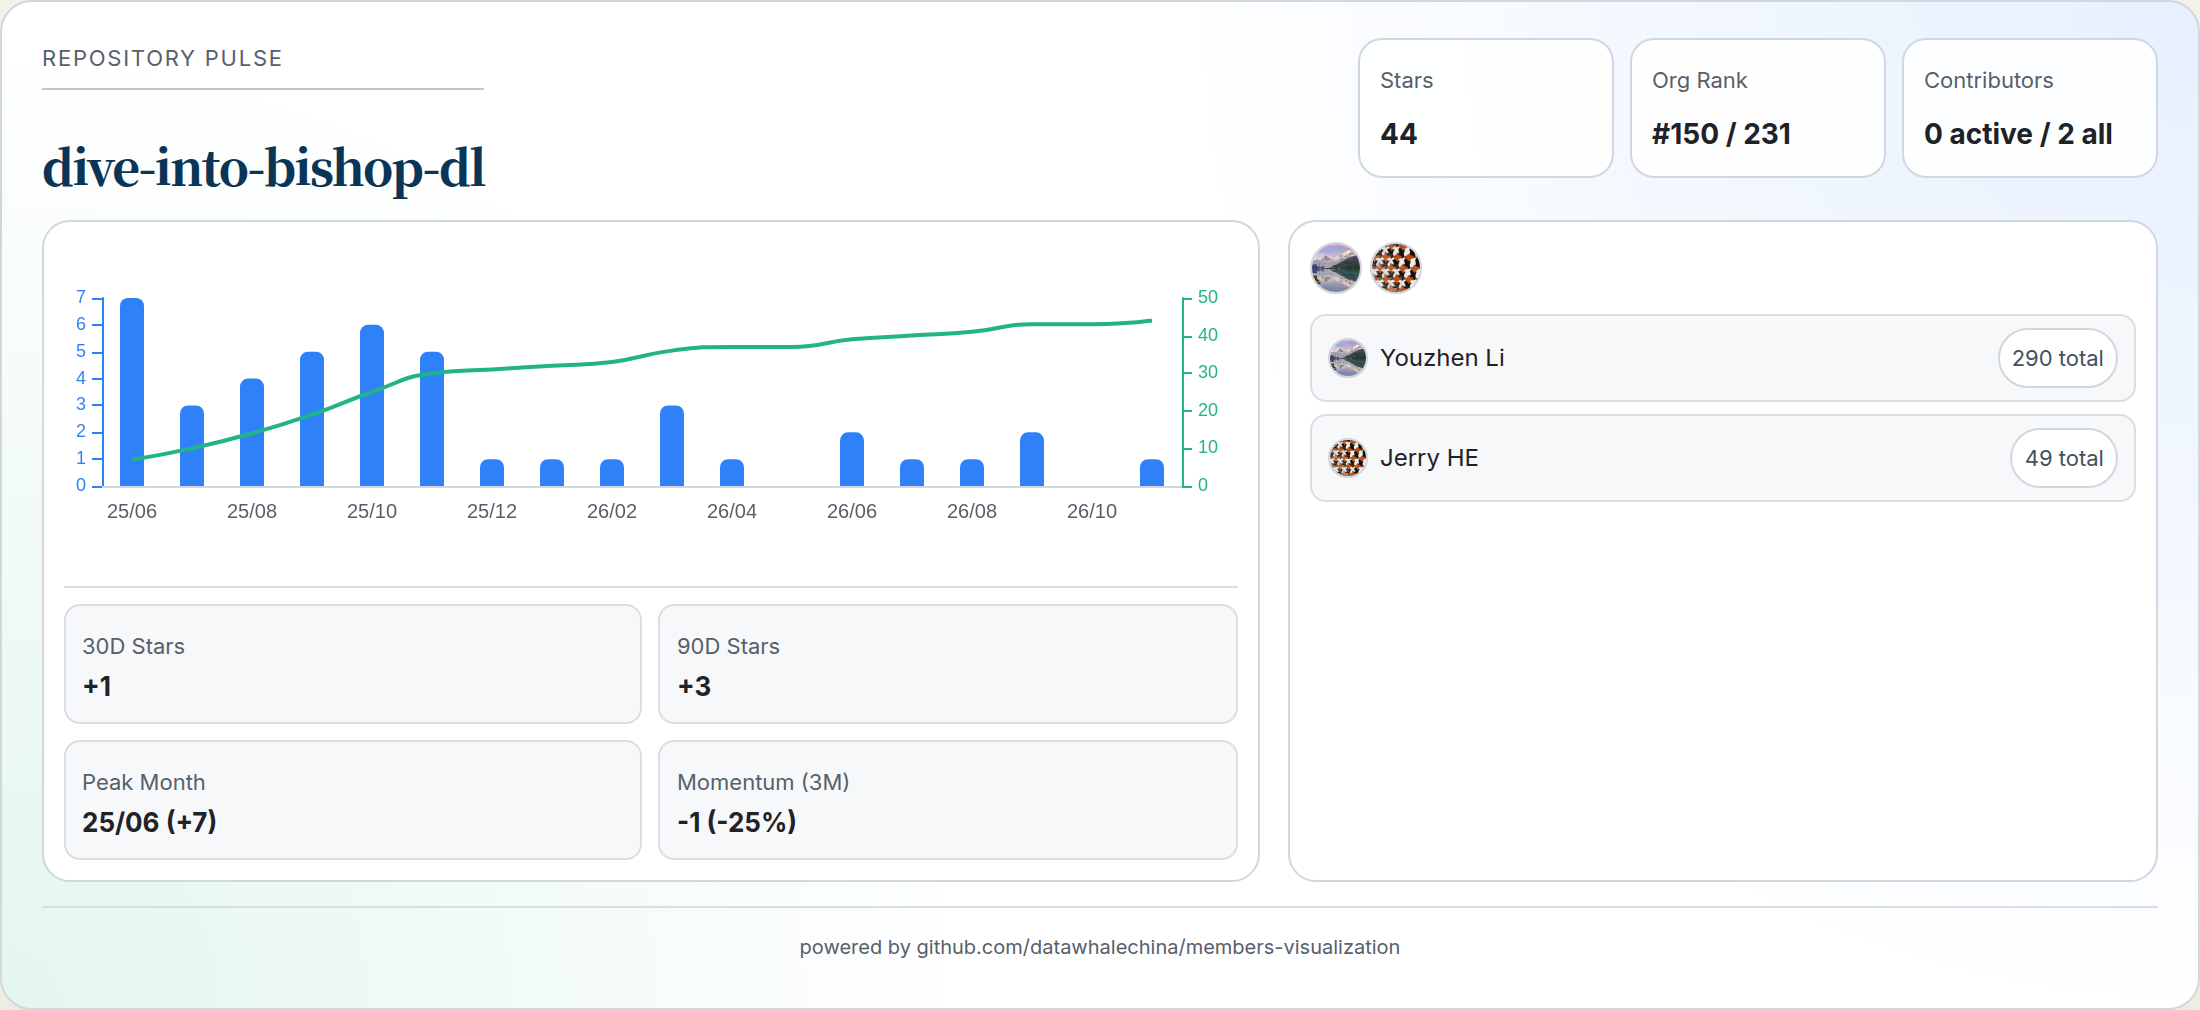 REPOSITORY PULSE
dive-into-bishop-dl
Stars
44
Org Rank
#150 / 231
Contributors
0 active / 2 all
7
6
5
4
3
2
1
0
50
40
30
20
10
0
25/06
25/08
25/10
25/12
26/02
26/04
26/06
26/08
26/10
30D Stars
+1
90D Stars
+3
Peak Month
25/06 (+7)
Momentum (3M)
-1 (-25%)
Youzhen Li
290 total
Jerry HE
49 total
powered by github.com/datawhalechina/members-visualization